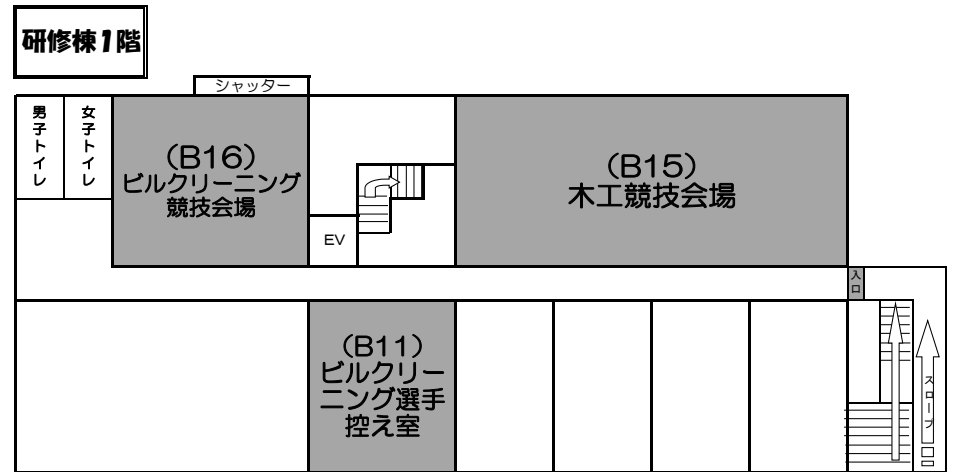 研修棟1階
シャッター
男子トイレ
女子トイレ
（B16）
ビルクリーニング
競技会場
（B15）
木工競技会場
EV
入口
（B11）
ビルクリー
ニング選手
控え室
スロープ